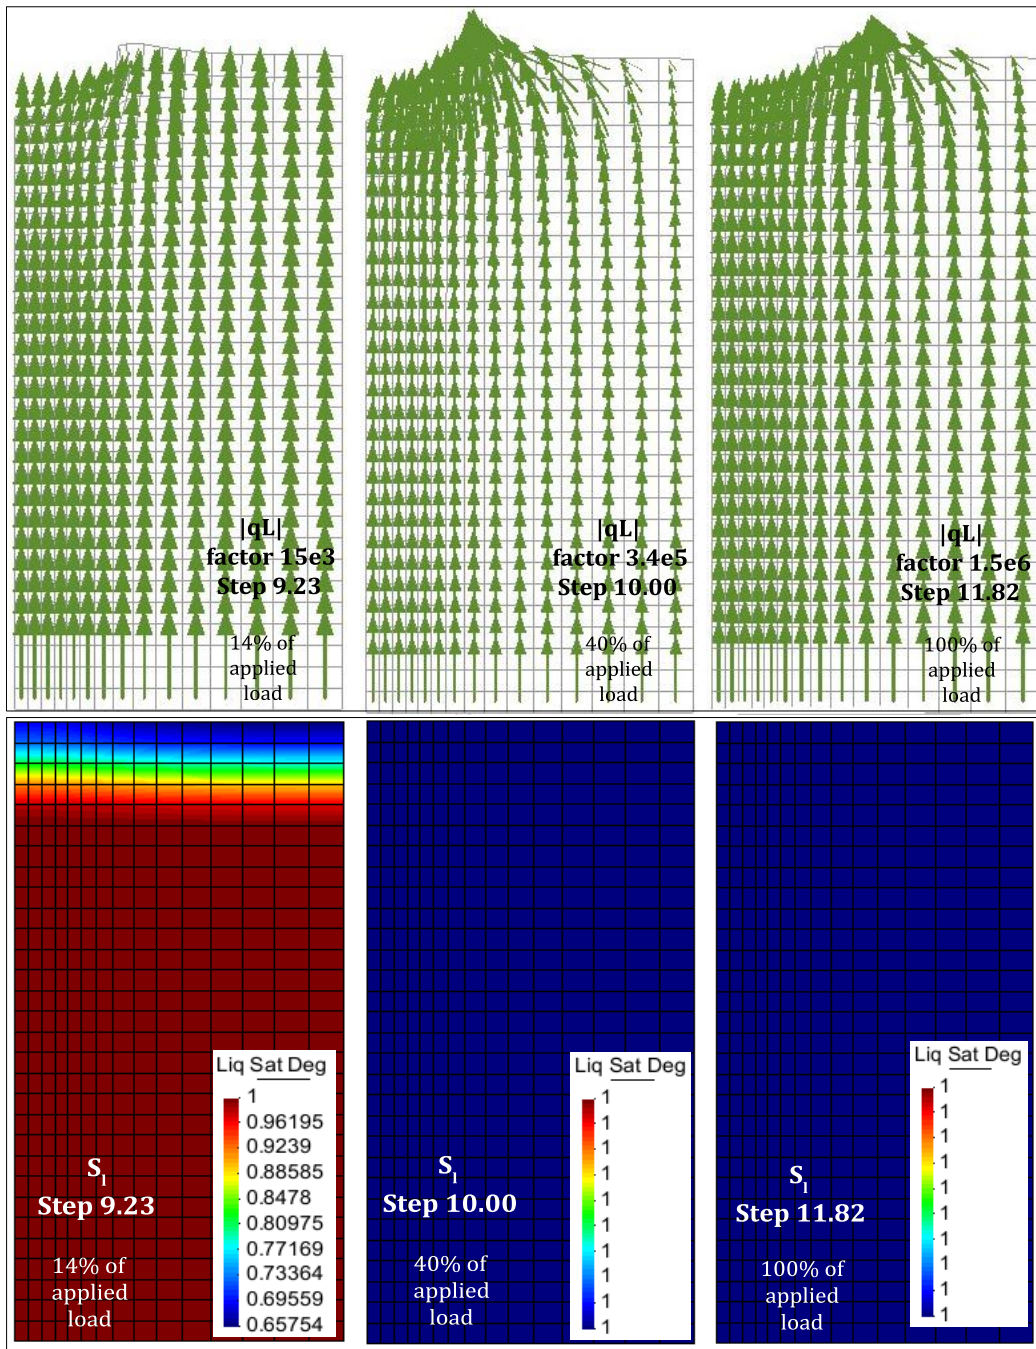 |qL|
factor 15e3
Step 9.23
14% of
applied
load
|qL|
factor 3.4e5
Step 10.00
40% of
applied
load
|qL|
factor 1.5e6
Step 11.82
100% of
applied
load
Liq Sat Deg
1
0.96195
0.9239
0.88585
0.8478
0.80975
0.77169
0.73364
0.69559
0.65754
Sl
Step 9.23
14% of
applied
load
Liq Sat Deg
1
1
1
1
1
1
1
1
1
1
Sl
Step 10.00
40% of
applied
load
Liq Sat Deg
1
1
1
1
1
1
1
1
1
1
Sl
Step 11.82
100% of
applied
load